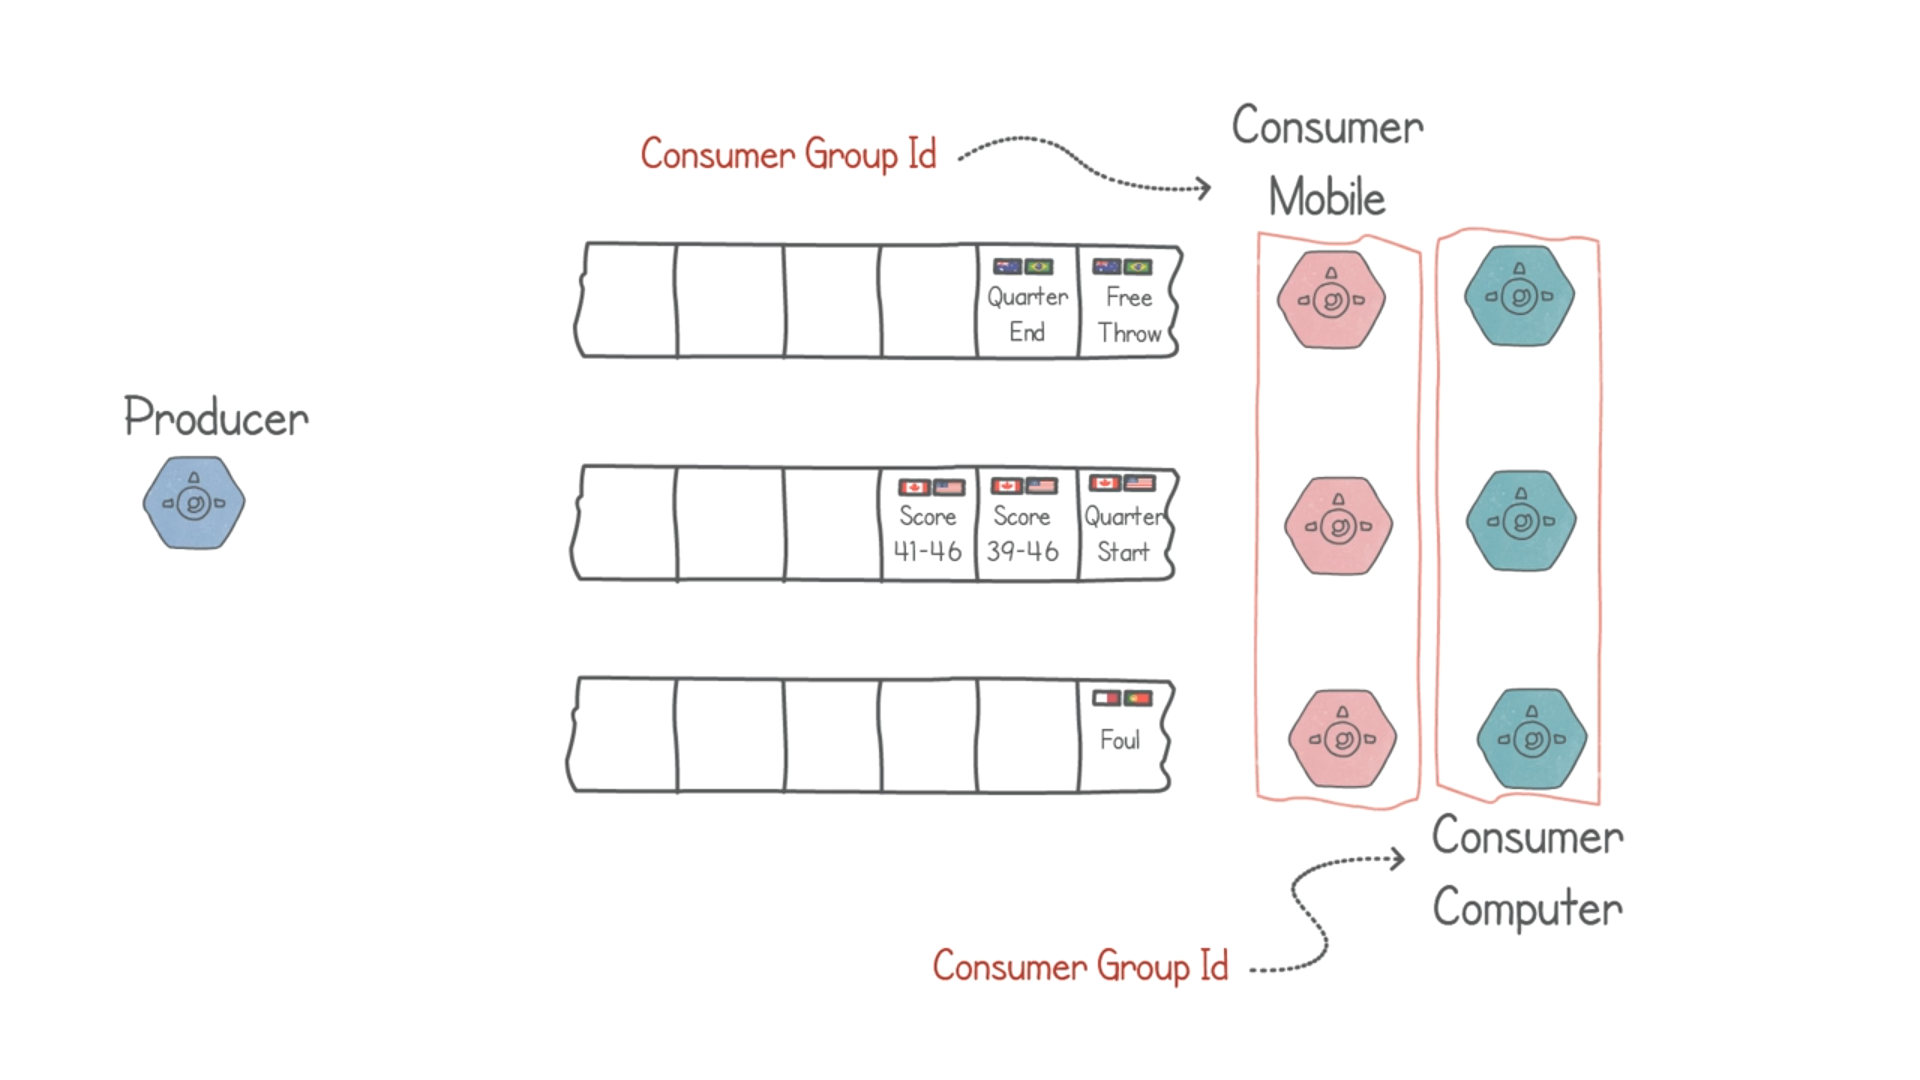 Consumer
Mobile
Consumer Group Id
Quarter
End
Free
Throw
Producer
Score
41-46
Score
39-46
Quarter
Start
Foul
Consumer
Computer
Consumer Group Id